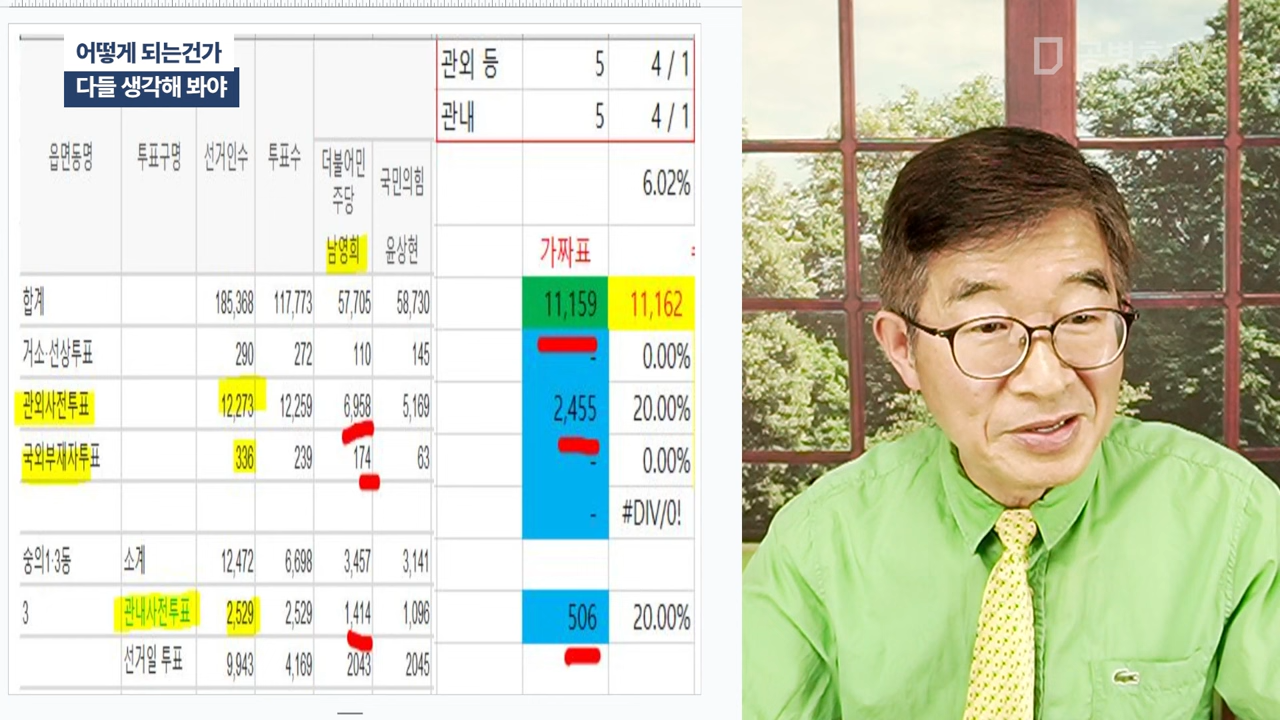 어떻게 되는건가
다들 생각해 봐야
읍면동명 투표구명 선거인수 투표수 더불어민주당 남영희 국민의힘 윤상현
합계 185,368 117,773 57,705 58,730
거소·선상투표 290 272 110 145
관외사전투표 12,273 12,259 6,958 5,169
국외부재자투표 336 239 174 63
숭의1·3동 소계 12,472 6,698 3,457 3,141
3 관내사전투표 2,529 2,529 1,414 1,096
선거일 투표 9,943 4,169 2043 2045
관외 등 5 4 / 1
관내 5 4 / 1
6.02%
가짜표
11,159 11,162
- 0.00%
2,455 20.00%
- 0.00%
- #DIV/0!
506 20.00%